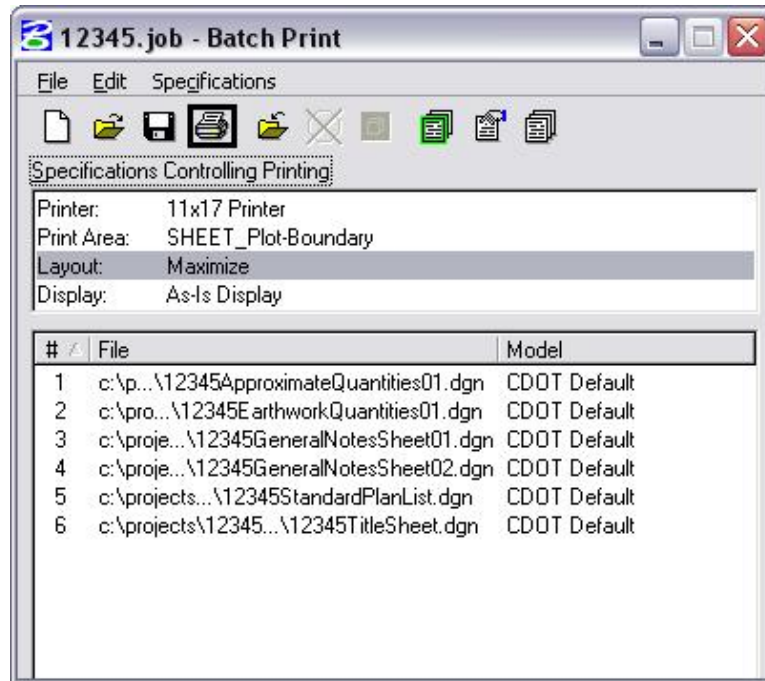 12345.job - Batch Print
File Edit Specifications
Specifications Controlling Printing
Printer: 11x17 Printer
Print Area: SHEET_Plot-Boundary
Layout: Maximize
Display: As-Is Display
# File Model
1 c:\p...\12345ApproximateQuantities01.dgn CDOT Default
2 c:\pro...\12345EarthworkQuantities01.dgn CDOT Default
3 c:\proje...\12345GeneralNotesSheet01.dgn CDOT Default
4 c:\proje...\12345GeneralNotesSheet02.dgn CDOT Default
5 c:\projects...\12345StandardPlanList.dgn CDOT Default
6 c:\projects\12345...\12345TitleSheet.dgn CDOT Default